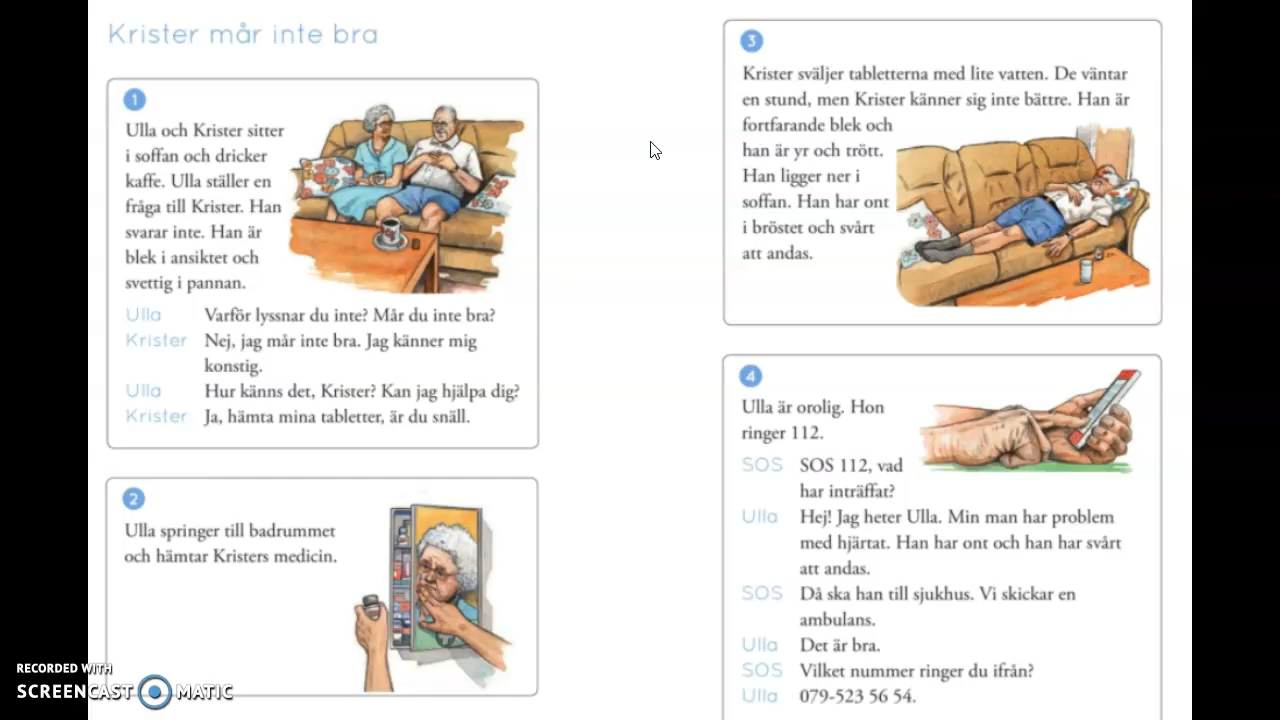 Krister mår inte bra
1
Ulla och Krister sitter
i soffan och dricker
kaffe. Ulla ställer en
fråga till Krister. Han
svarar inte. Han är
blek i ansiktet och
svettig i pannan.
Ulla Varför lyssnar du inte? Mår du inte bra?
Krister Nej, jag mår inte bra. Jag känner mig
konstig.
Ulla Hur känns det, Krister? Kan jag hjälpa dig?
Krister Ja, hämta mina tabletter, är du snäll.
2
Ulla springer till badrummet
och hämtar Kristers medicin.
3
Krister sväljer tabletterna med lite vatten. De väntar
en stund, men Krister känner sig inte bättre. Han är
fortfarande blek och
han är yr och trött.
Han ligger ner i
soffan. Han har ont
i bröstet och svårt
att andas.
4
Ulla är orolig. Hon
ringer 112.
SOS SOS 112, vad
har inträffat?
Ulla Hej! Jag heter Ulla. Min man har problem
med hjärtat. Han har ont och han har svårt
att andas.
SOS Då ska han till sjukhus. Vi skickar en
ambulans.
Ulla Det är bra.
SOS Vilket nummer ringer du ifrån?
Ulla 079-523 56 54.
RECORDED WITH
SCREENCAST MATIC